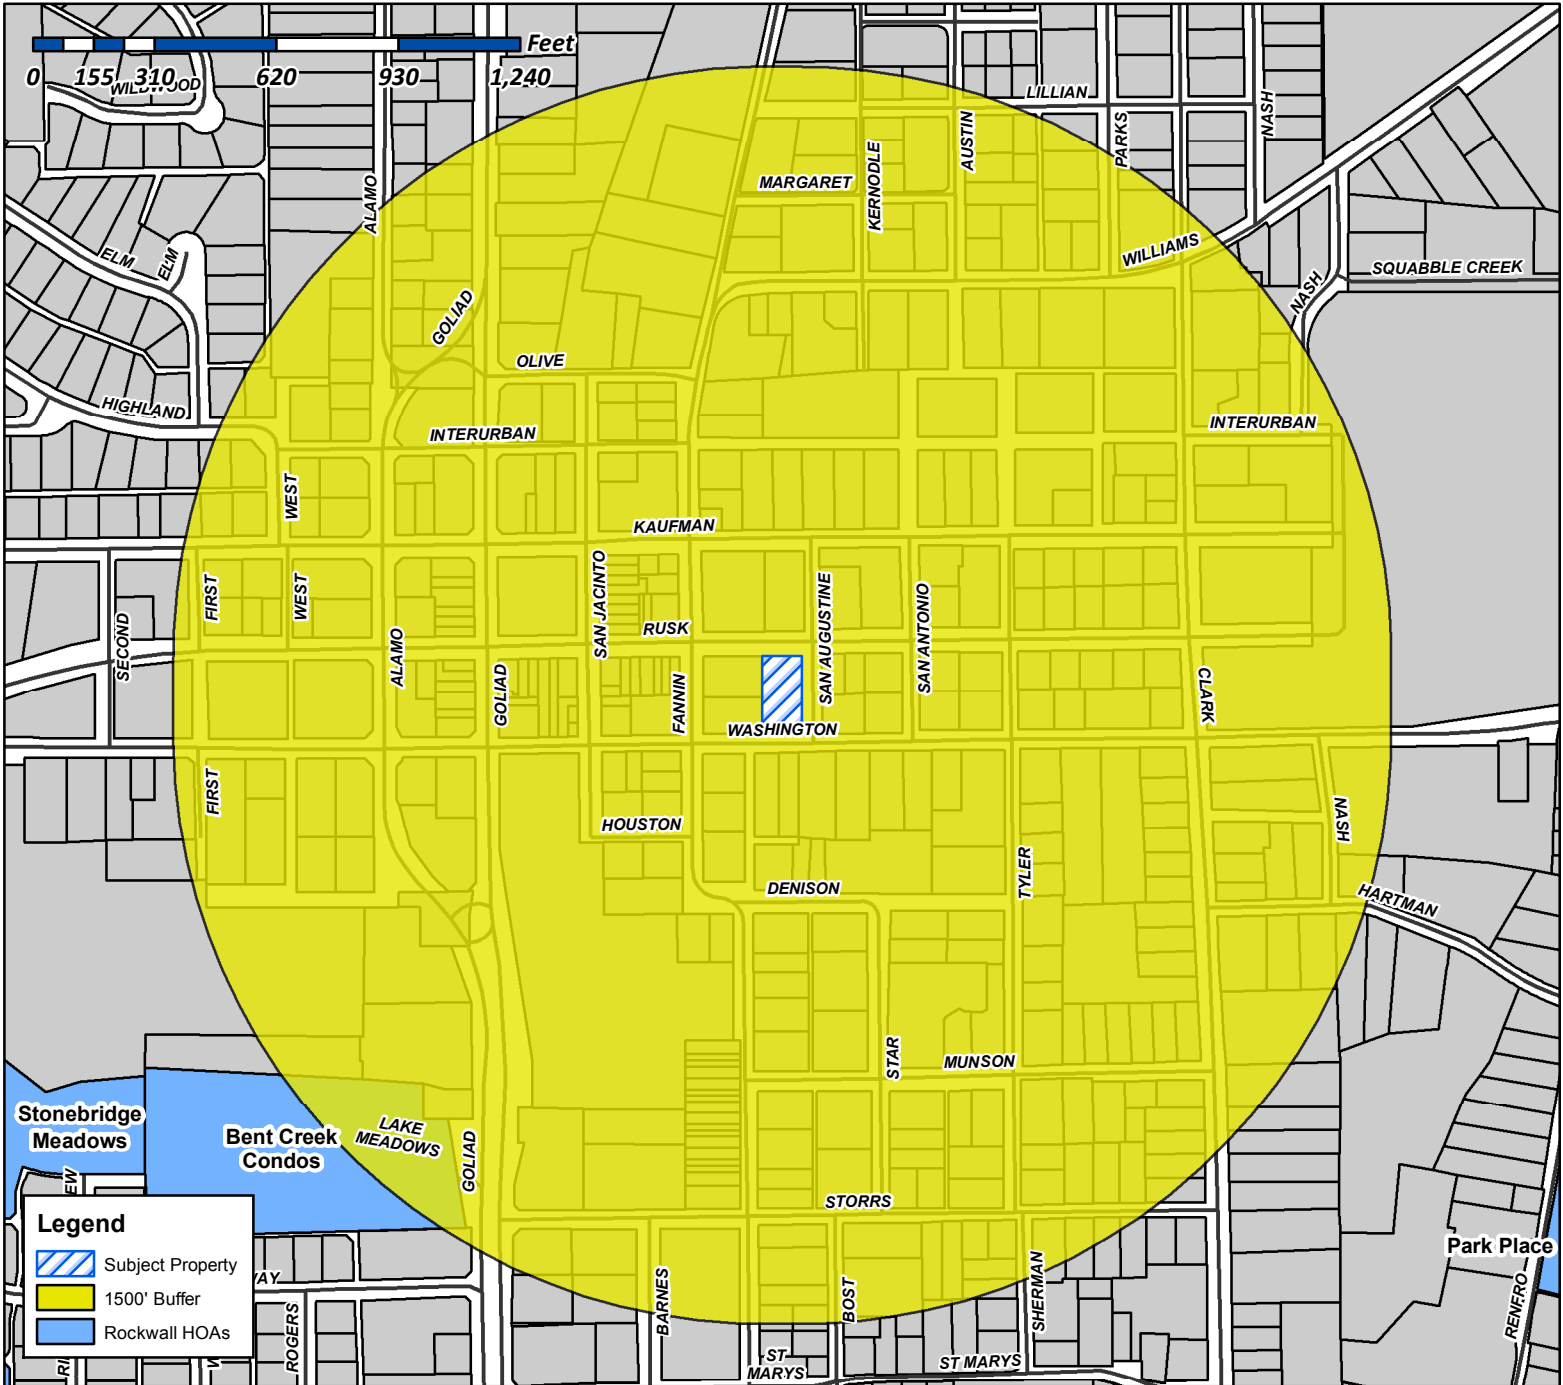 Feet
0 155 310 620 930 1,240
WILDWOOD
LILLIAN
NASH
AUSTIN
PARKS
KERNODLE
MARGARET
ALAMO
WILLIAMS
ELM
ELM
SQUABBLE CREEK
NASH
GOLIAD
OLIVE
HIGHLAND
INTERURBAN
INTERURBAN
WEST
KAUFMAN
FIRST
WEST
SAN JACINTO
SAN AUGUSTINE
SAN ANTONIO
SECOND
RUSK
ALAMO
GOLIAD
FANNIN
CLARK
WASHINGTON
FIRST
HOUSTON
NASH
TYLER
DENISON
HARTMAN
STAR
MUNSON
Stonebridge
Meadows
Bent Creek
Condos
LAKE
MEADOWS
GOLIAD
STORRS
Park Place
RENFRO
BARNES
BOST
SHERMAN
ROGERS
ST
MARYS
ST MARYS
Legend
Subject Property
1500' Buffer
Rockwall HOAs